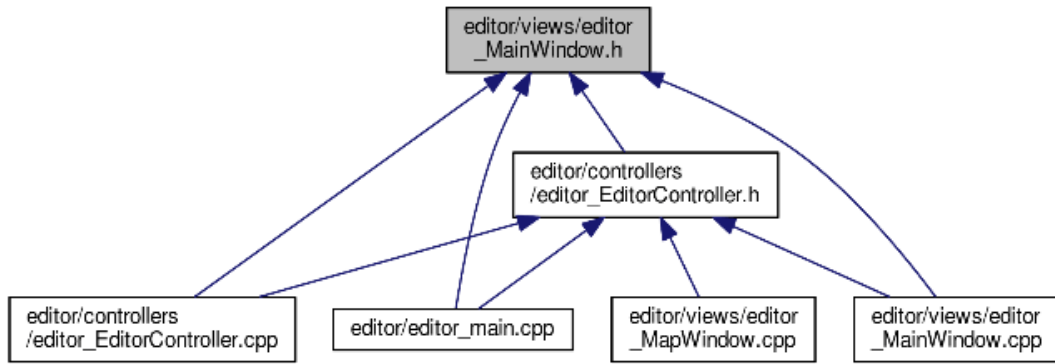 editor/views/editor
_MainWindow.h
editor/controllers
/editor_EditorController.h
editor/controllers
/editor_EditorController.cpp
editor/editor_main.cpp
editor/views/editor
_MapWindow.cpp
editor/views/editor
_MainWindow.cpp